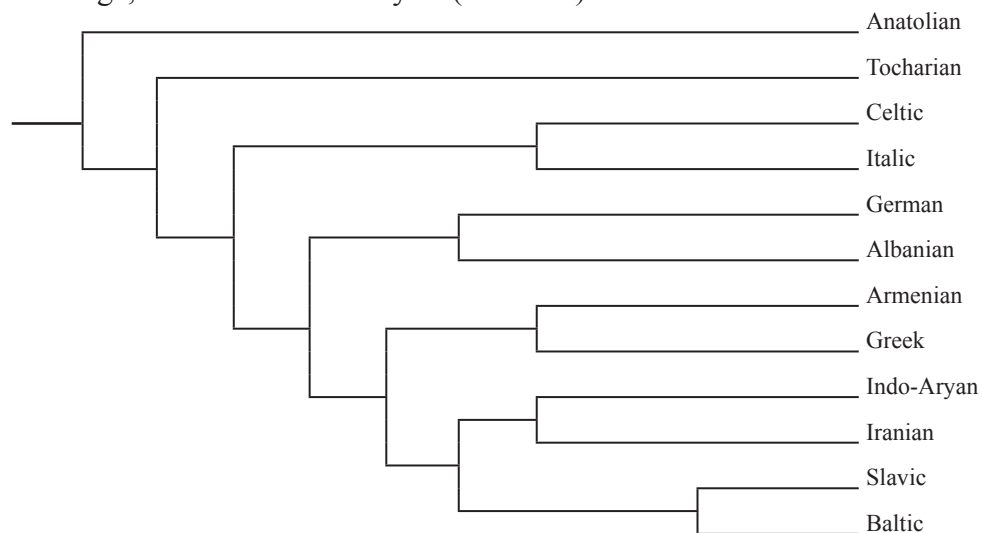 Anatolian
Tocharian
Celtic
Italic
German
Albanian
Armenian
Greek
Indo-Aryan
Iranian
Slavic
Baltic